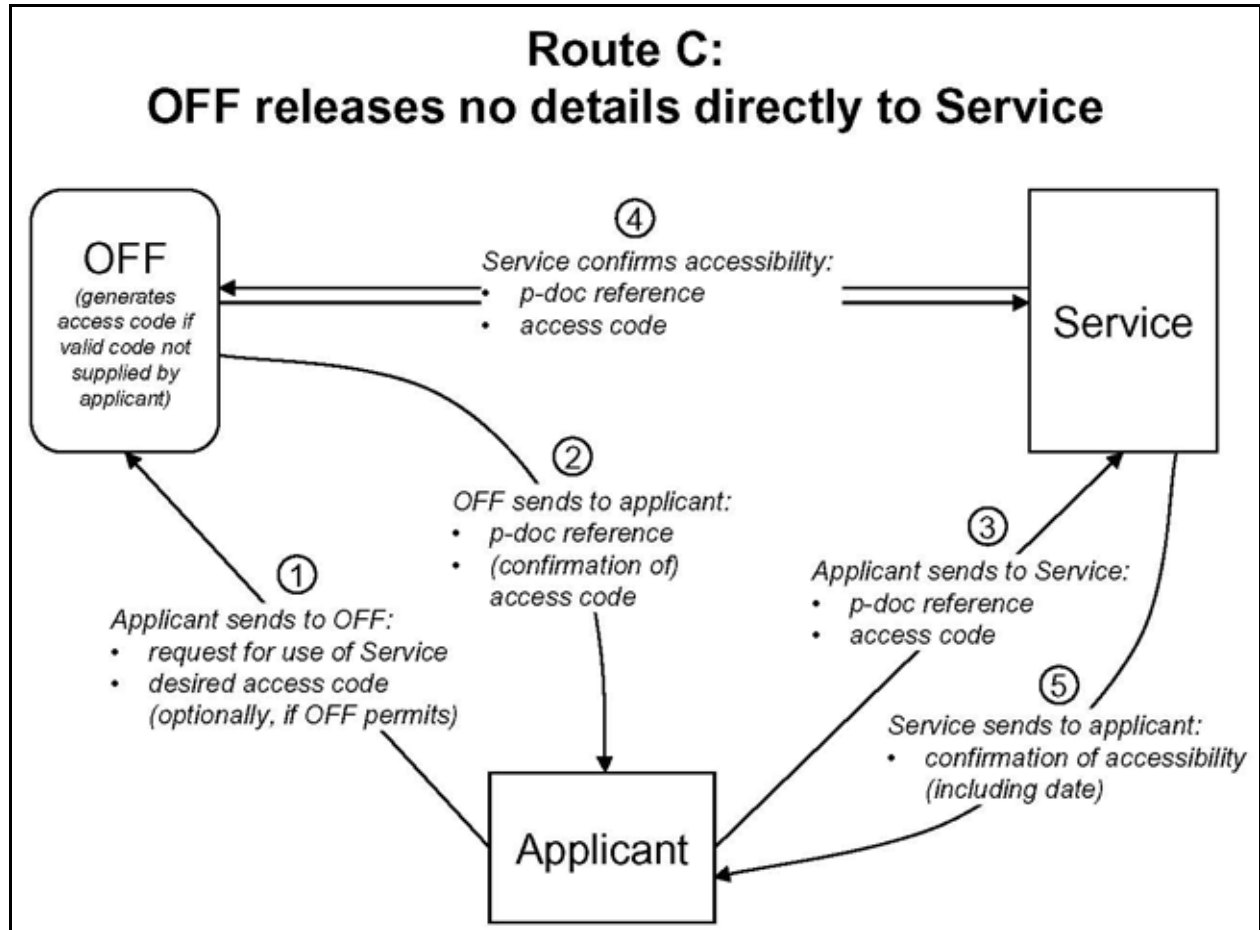 Route C:
OFF releases no details directly to Service
OFF
(generates
access code if
valid code not
supplied by
applicant)
4
Service confirms accessibility:
• p-doc reference
• access code
Service
2
OFF sends to applicant:
• p-doc reference
• (confirmation of)
access code
1
Applicant sends to OFF:
• request for use of Service
• desired access code
(optionally, if OFF permits)
3
Applicant sends to Service:
• p-doc reference
• access code
5
Service sends to applicant:
• confirmation of accessibility
(including date)
Applicant